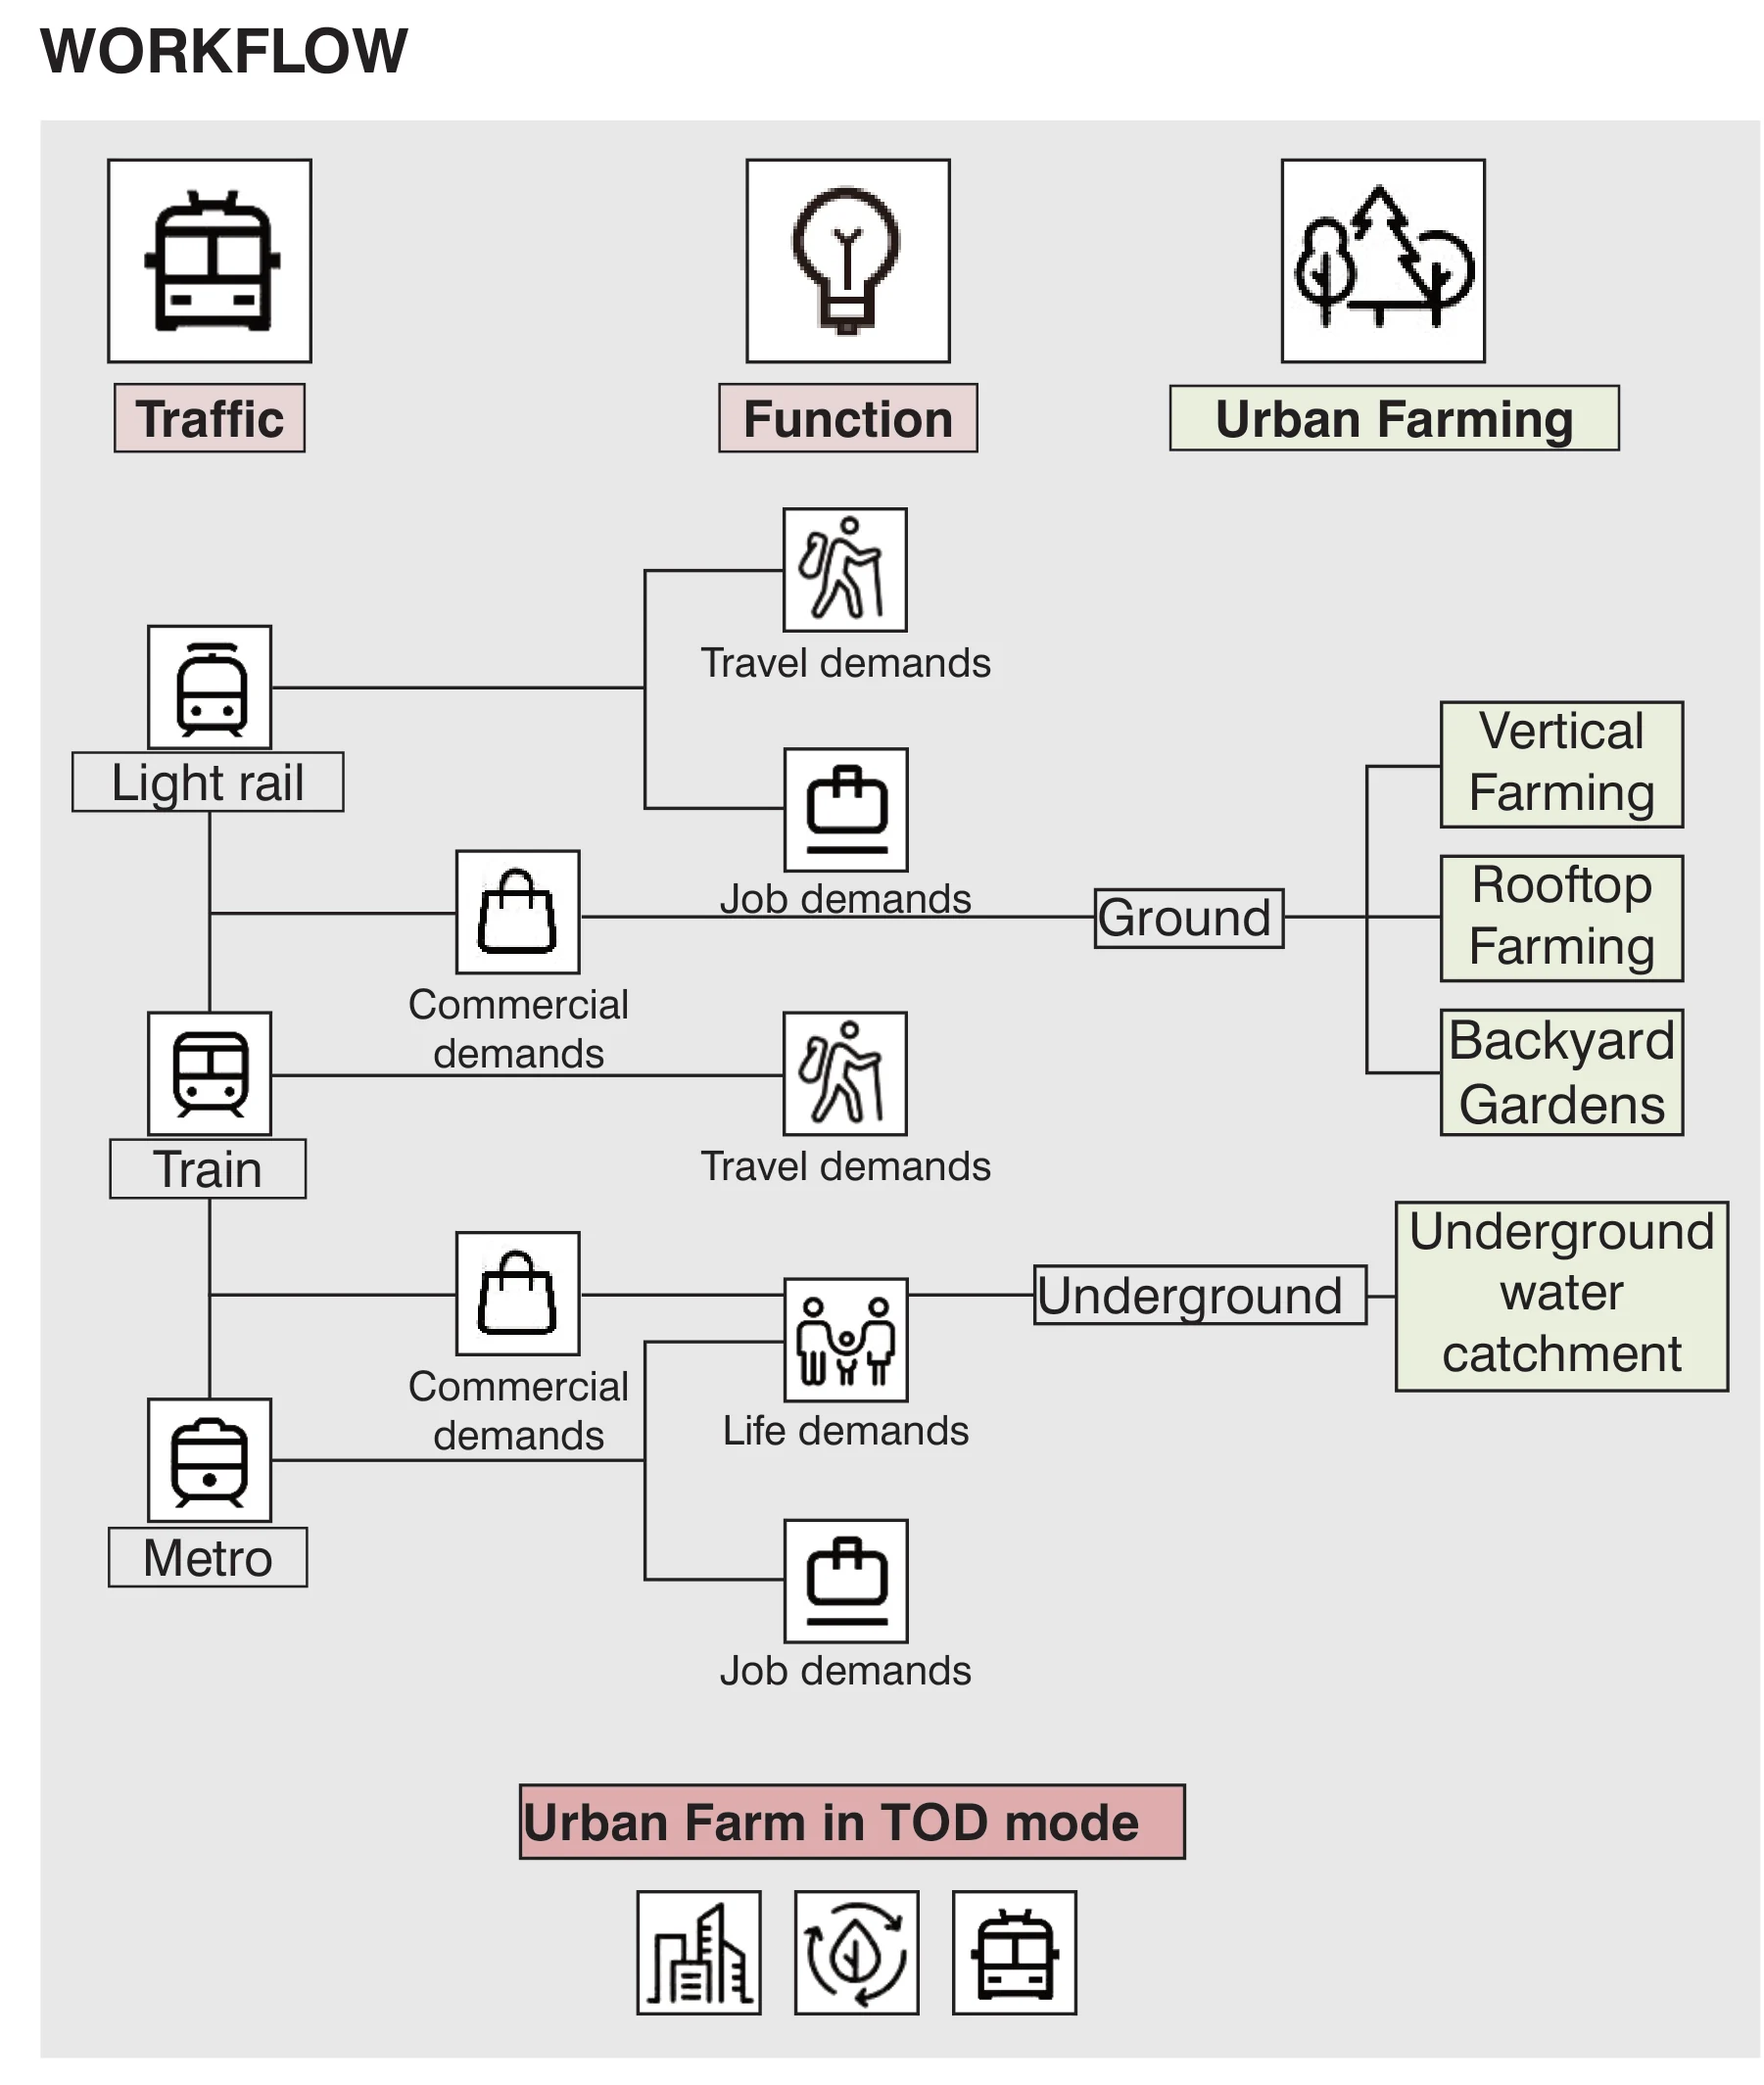 WORKFLOW
Traffic
Function
Urban Farming
Travel demands
Light rail
Job demands
Commercial
demands
Ground
Vertical
Farming
Rooftop
Farming
Backyard
Gardens
Train
Travel demands
Commercial
demands
Life demands
Underground
Underground
water
catchment
Metro
Job demands
Urban Farm in TOD mode